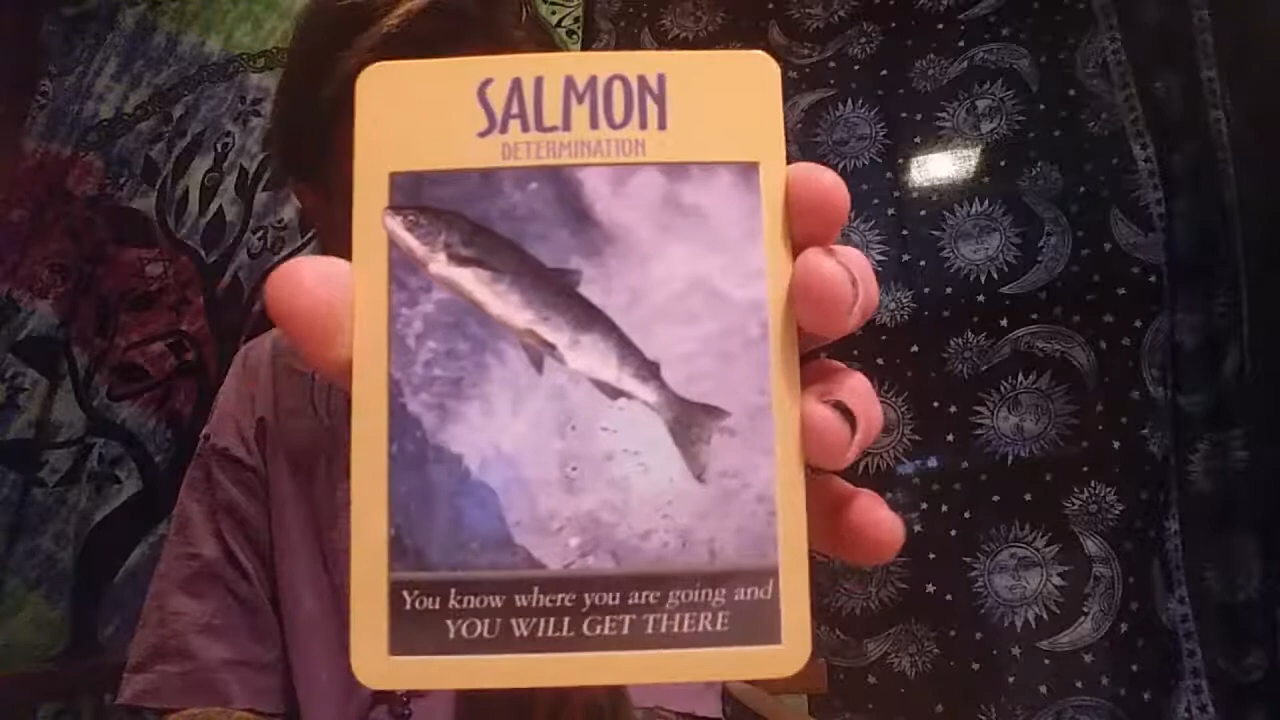 SALMON
DETERMINATION
You know where you are going and
YOU WILL GET THERE